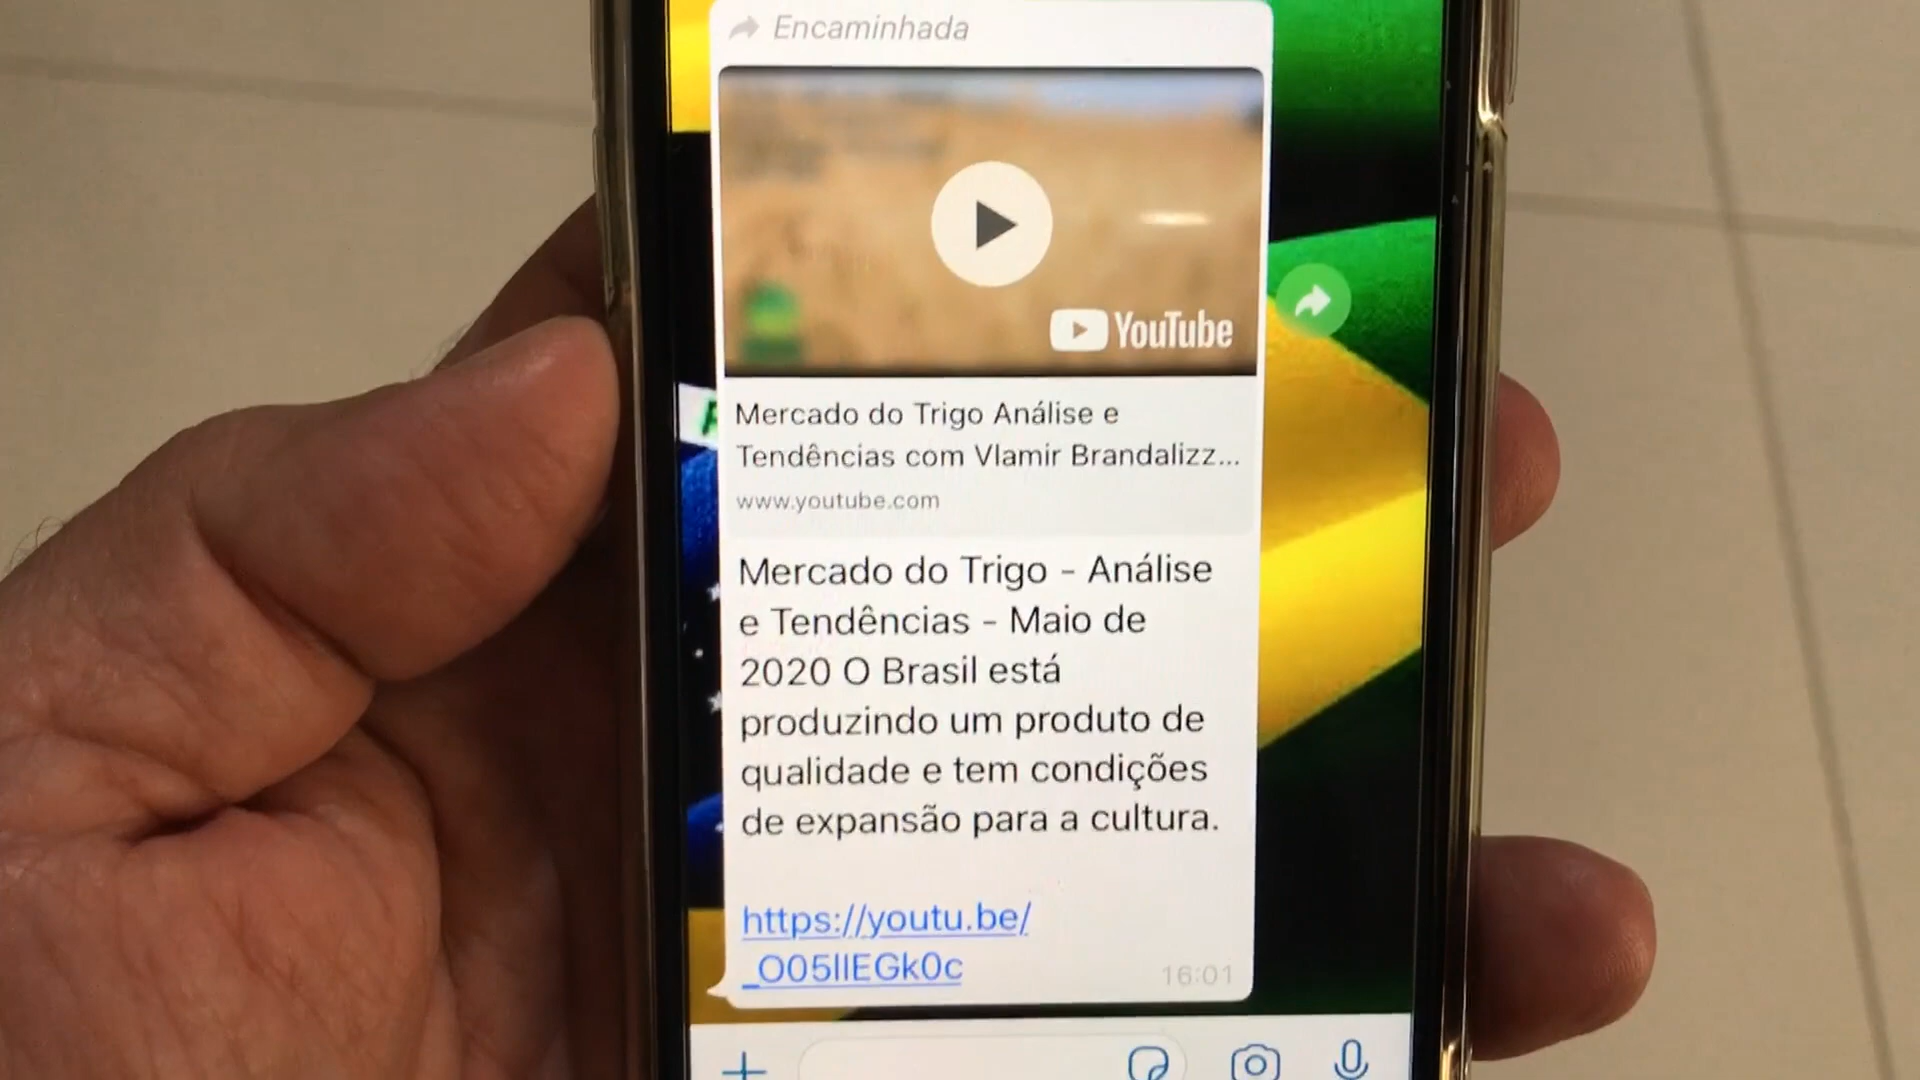 Encaminhada
YouTube
Mercado do Trigo Análise e
Tendências com Vlamir Brandalizz...
www.youtube.com
Mercado do Trigo - Análise
e Tendências - Maio de
2020 O Brasil está
produzindo um produto de
qualidade e tem condições
de expansão para a cultura.
https://youtu.be/
_O05llEGk0c
16:01